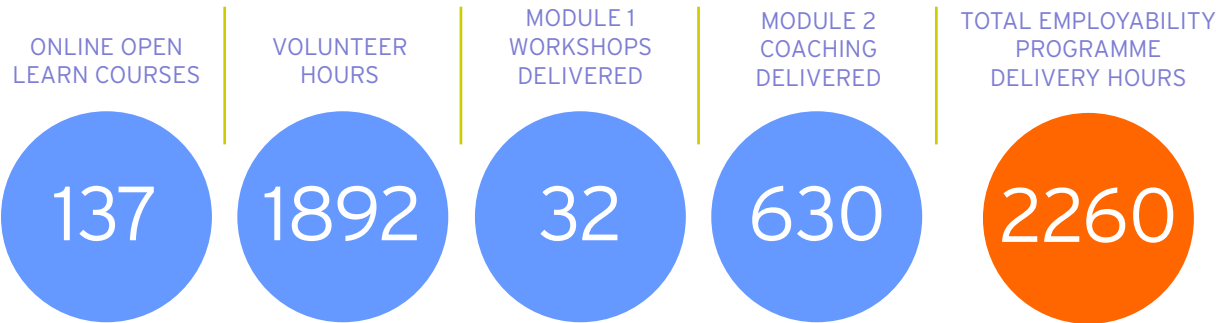 ONLINE OPEN
LEARN COURSES
137
VOLUNTEER
HOURS
1892
MODULE 1
WORKSHOPS
DELIVERED
32
MODULE 2
COACHING
DELIVERED
630
TOTAL EMPLOYABILITY
PROGRAMME
DELIVERY HOURS
2260